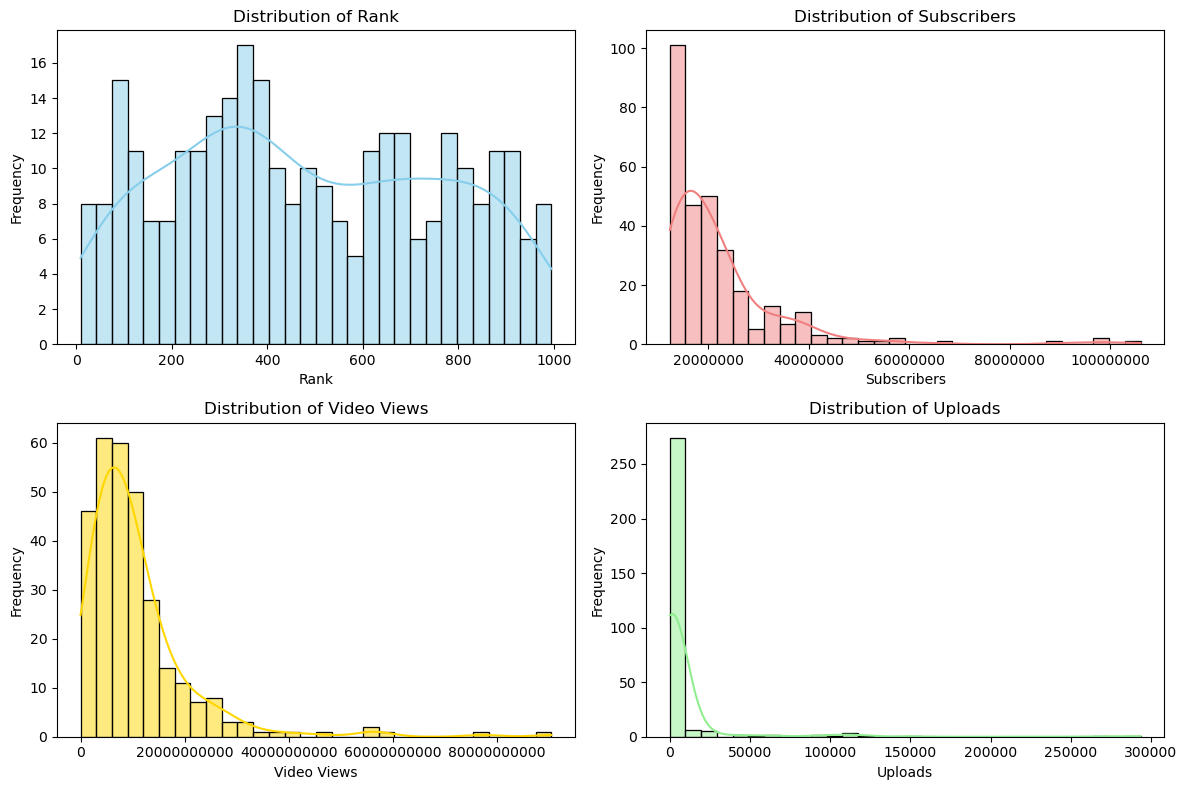 Distribution of Rank
Frequency
16
14
12
10
8
6
4
2
0
0 200 400 600 800 1000
Rank
Distribution of Subscribers
Frequency
100
80
60
40
20
0
20000000 40000000 60000000 80000000 100000000
Subscribers
Distribution of Video Views
Frequency
60
50
40
30
20
10
0
0 20000000000 40000000000 60000000000 80000000000
Video Views
Distribution of Uploads
Frequency
250
200
150
100
50
0
0 50000 100000 150000 200000 250000 300000
Uploads